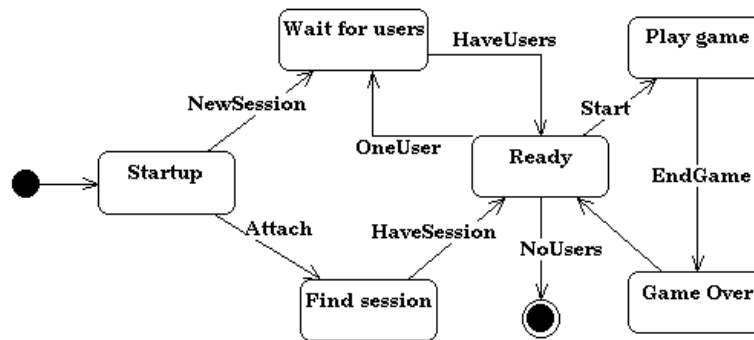 Wait for users
HaveUsers
Play game
NewSession
Start
OneUser
Startup
Ready
EndGame
Attach
HaveSession
NoUsers
Find session
Game Over